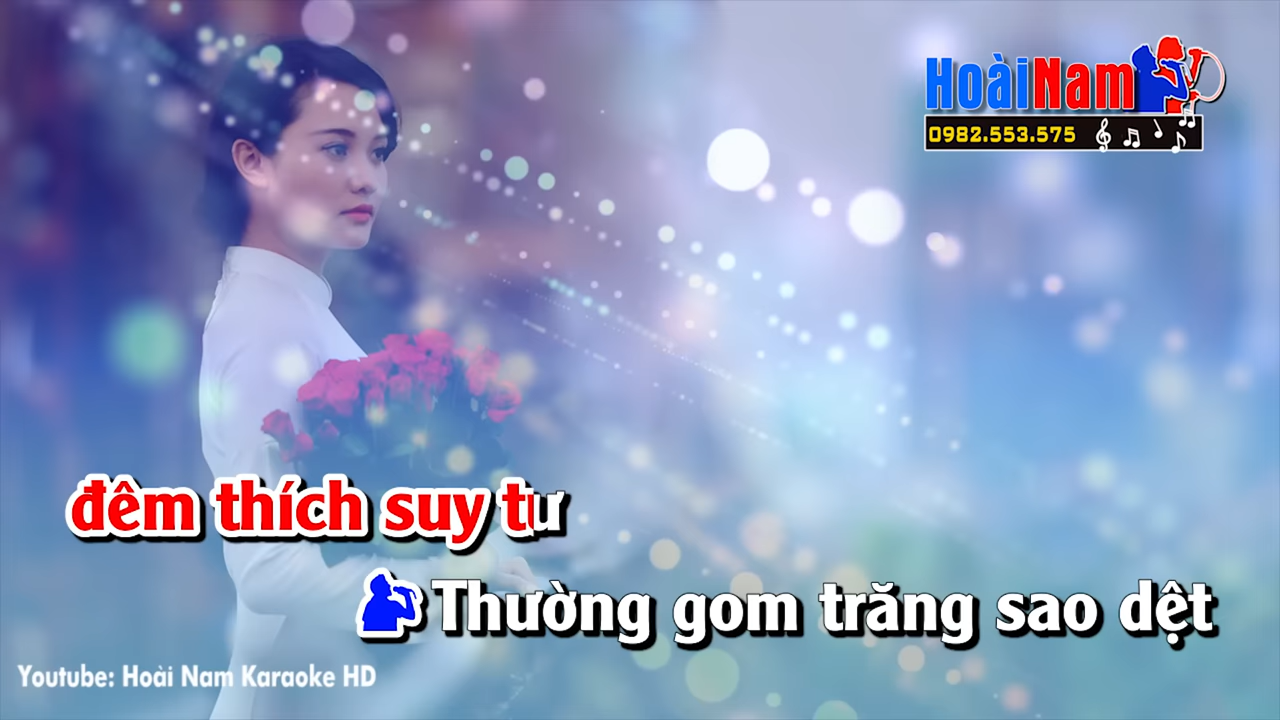 HoàiNam
0982.553.575
đêm thích suy tư
Thường gom trăng sao dệt
Youtube: Hoài Nam Karaoke HD